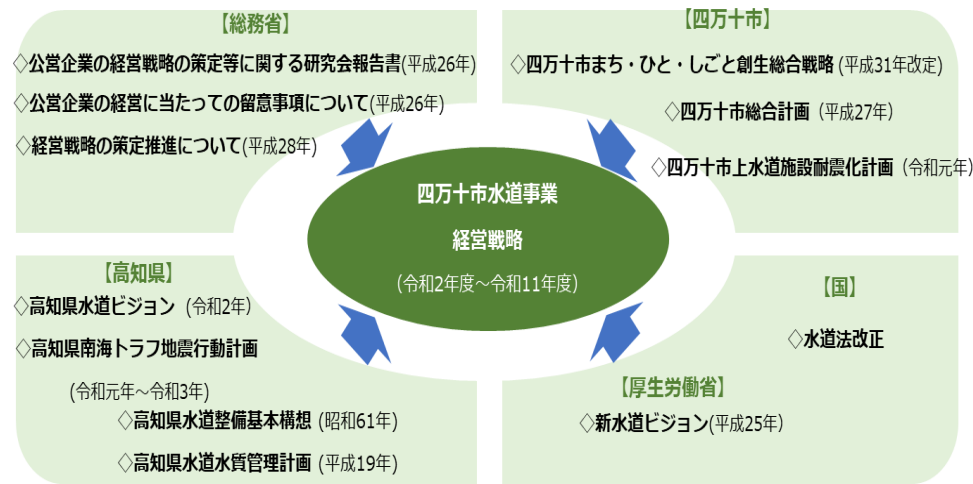 【総務省】
◇公営企業の経営戦略の策定等に関する研究会報告書(平成26年)
◇公営企業の経営に当たっての留意事項について(平成26年)
◇経営戦略の策定推進について(平成28年)
【四万十市】
◇四万十市まち・ひと・しごと創生総合戦略 (平成31年改定)
◇四万十市総合計画（平成27年）
◇四万十市上水道施設耐震化計画（令和元年）
四万十市水道事業
経営戦略
(令和2年度～令和11年度)
【高知県】
◇高知県水道ビジョン (令和2年)
◇高知県南海トラフ地震行動計画
(令和元年～令和3年)
◇高知県水道整備基本構想 (昭和61年)
◇高知県水道水質管理計画 (平成19年)
【国】
◇水道法改正
【厚生労働省】
◇新水道ビジョン(平成25年)